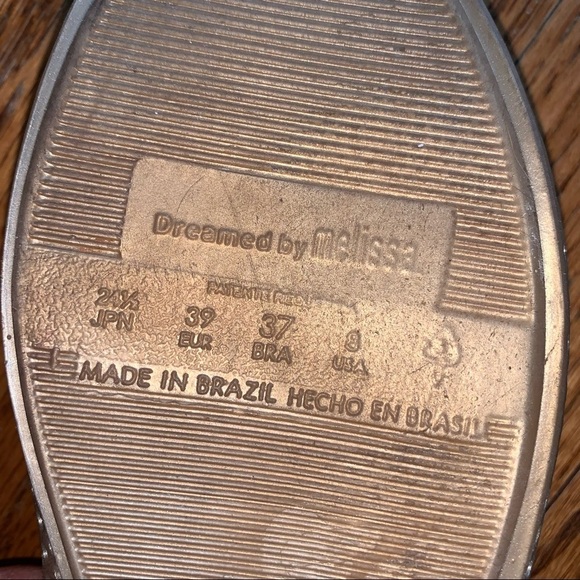 Dreamed by melissa
24½ 39 37 8
JPN EUR BRA USA
MADE IN BRAZIL HECHO EN BRASIL